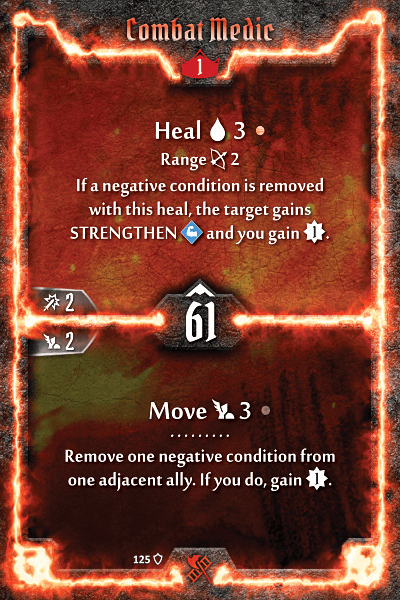 Combat Medic
1
Heal 3
Range 2
If a negative condition is removed
with this heal, the target gains
STRENGTHEN and you gain 1.
2
61
2
Move 3
Remove one negative condition from
one adjacent ally. If you do, gain 1.
125